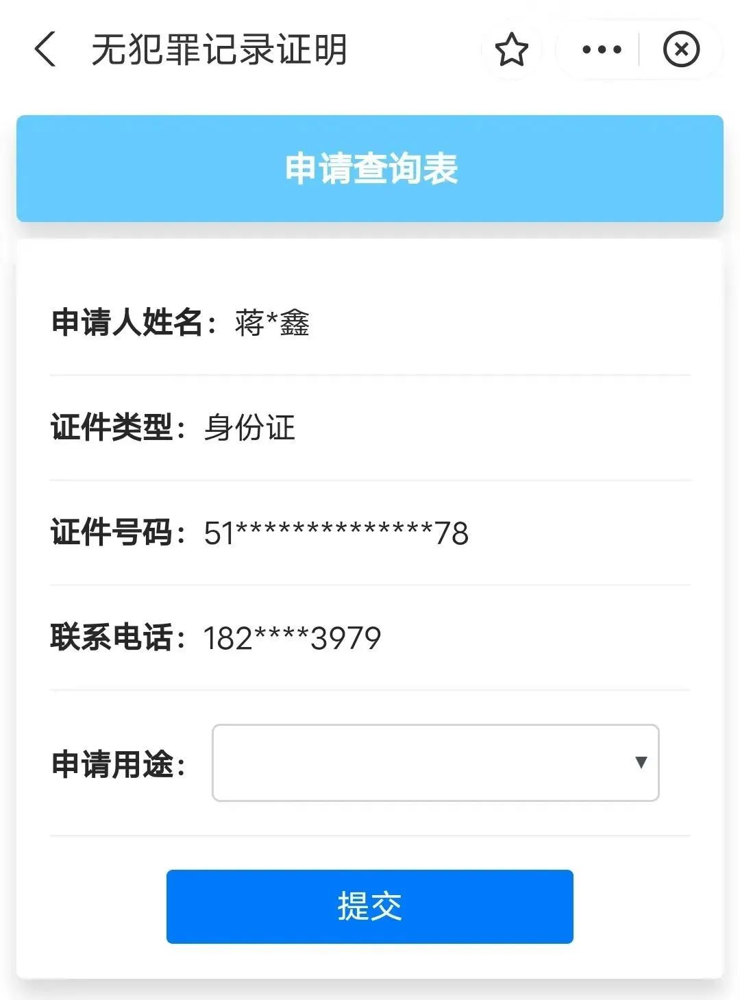 无犯罪记录证明
申请查询表
申请人姓名：蒋*鑫
证件类型：身份证
证件号码：51**************78
联系电话：182****3979
申请用途：
提交